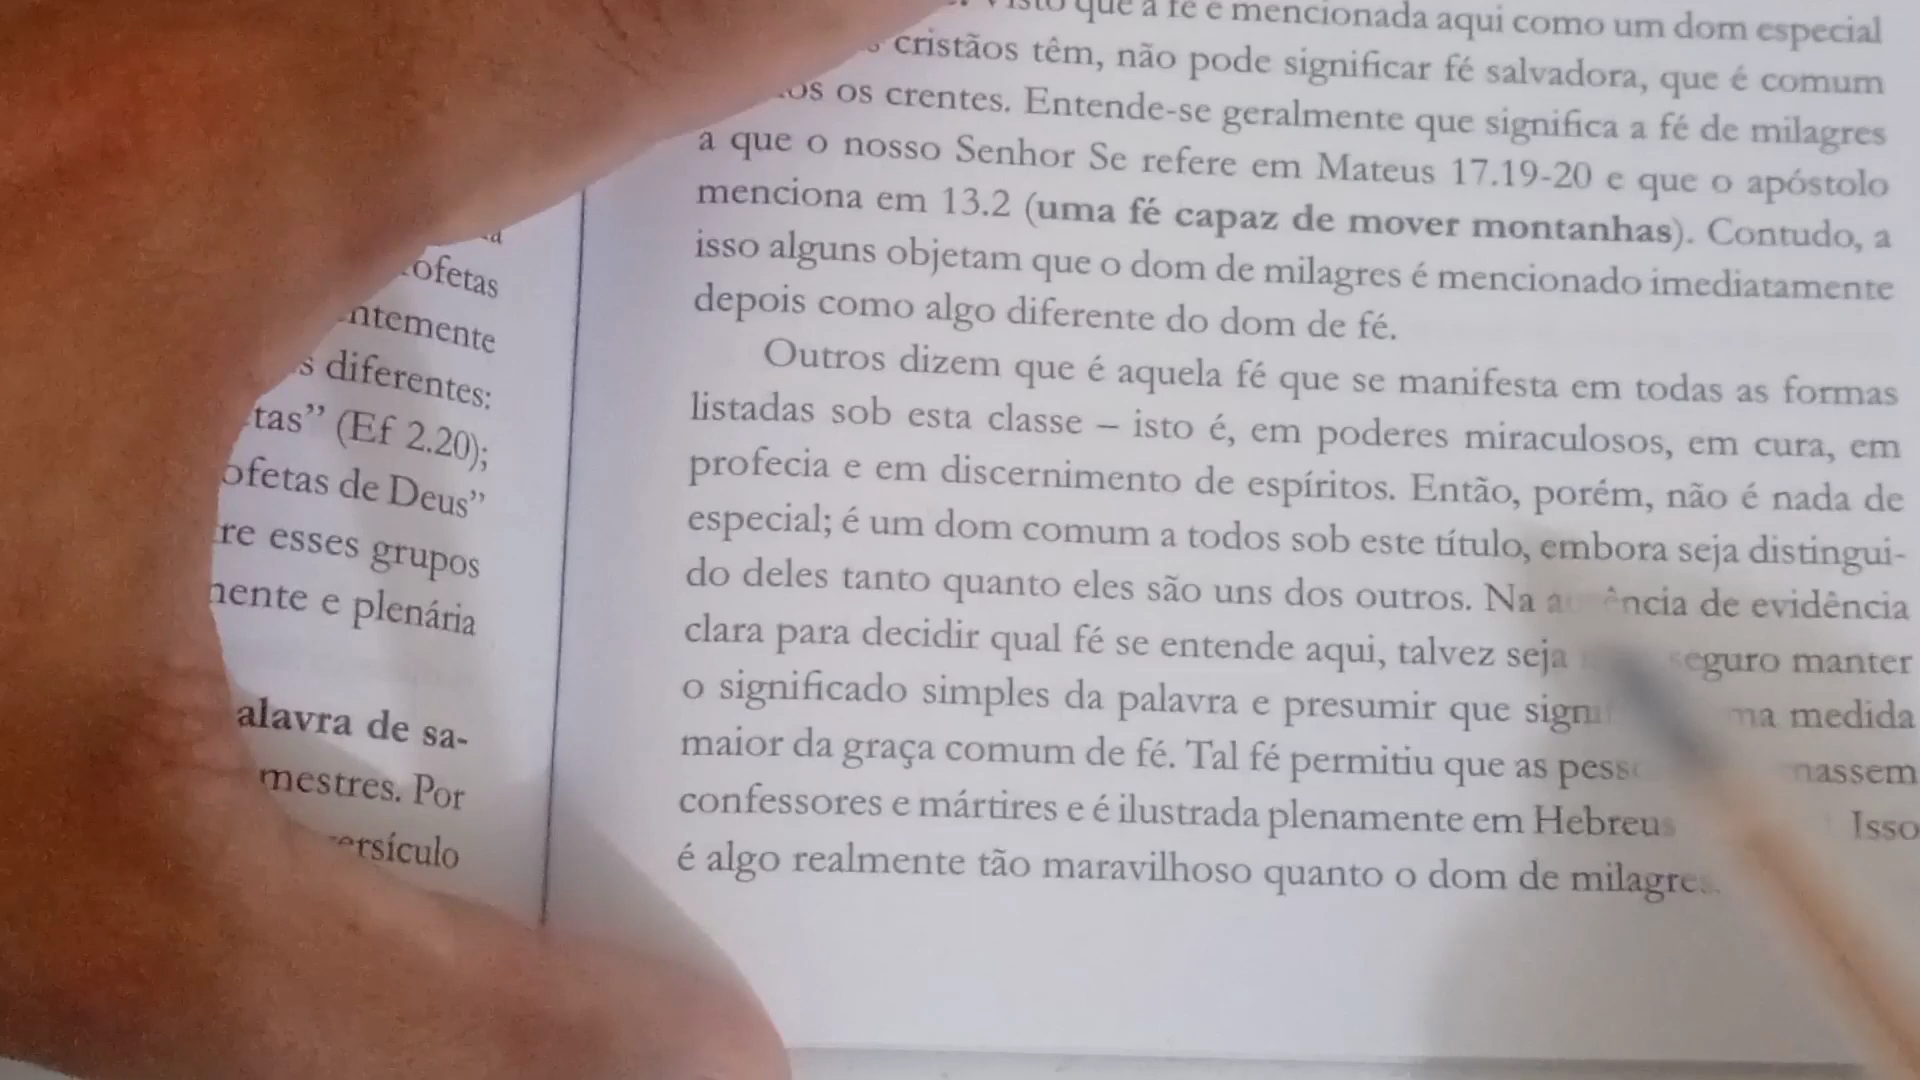 ofetas
ntemente
s diferentes:
tas” (Ef 2.20);
ofetas de Deus”
re esses grupos
mente e plenária
alavra de sa-
mestres. Por
ersículo
que a fé é mencionada aqui como um dom especial
cristãos têm, não pode significar fé salvadora, que é comum
os crentes. Entende-se geralmente que significa a fé de milagres
a que o nosso Senhor Se refere em Mateus 17.19-20 e que o apóstolo
menciona em 13.2 (uma fé capaz de mover montanhas). Contudo, a
isso alguns objetam que o dom de milagres é mencionado imediatamente
depois como algo diferente do dom de fé.
Outros dizem que é aquela fé que se manifesta em todas as formas
listadas sob esta classe – isto é, em poderes miraculosos, em cura, em
profecia e em discernimento de espíritos. Então, porém, não é nada de
especial; é um dom comum a todos sob este título, embora seja distingui-
do deles tanto quanto eles são uns dos outros. Na de evidência
clara para decidir qual fé se entende aqui, talvez seja seguro manter
o significado simples da palavra e presumir que medida
maior da graça comum de fé. Tal fé permitiu que as
confessores e mártires e é ilustrada plenamente em Hebreus Isso
é algo realmente tão maravilhoso quanto o dom de milagres.